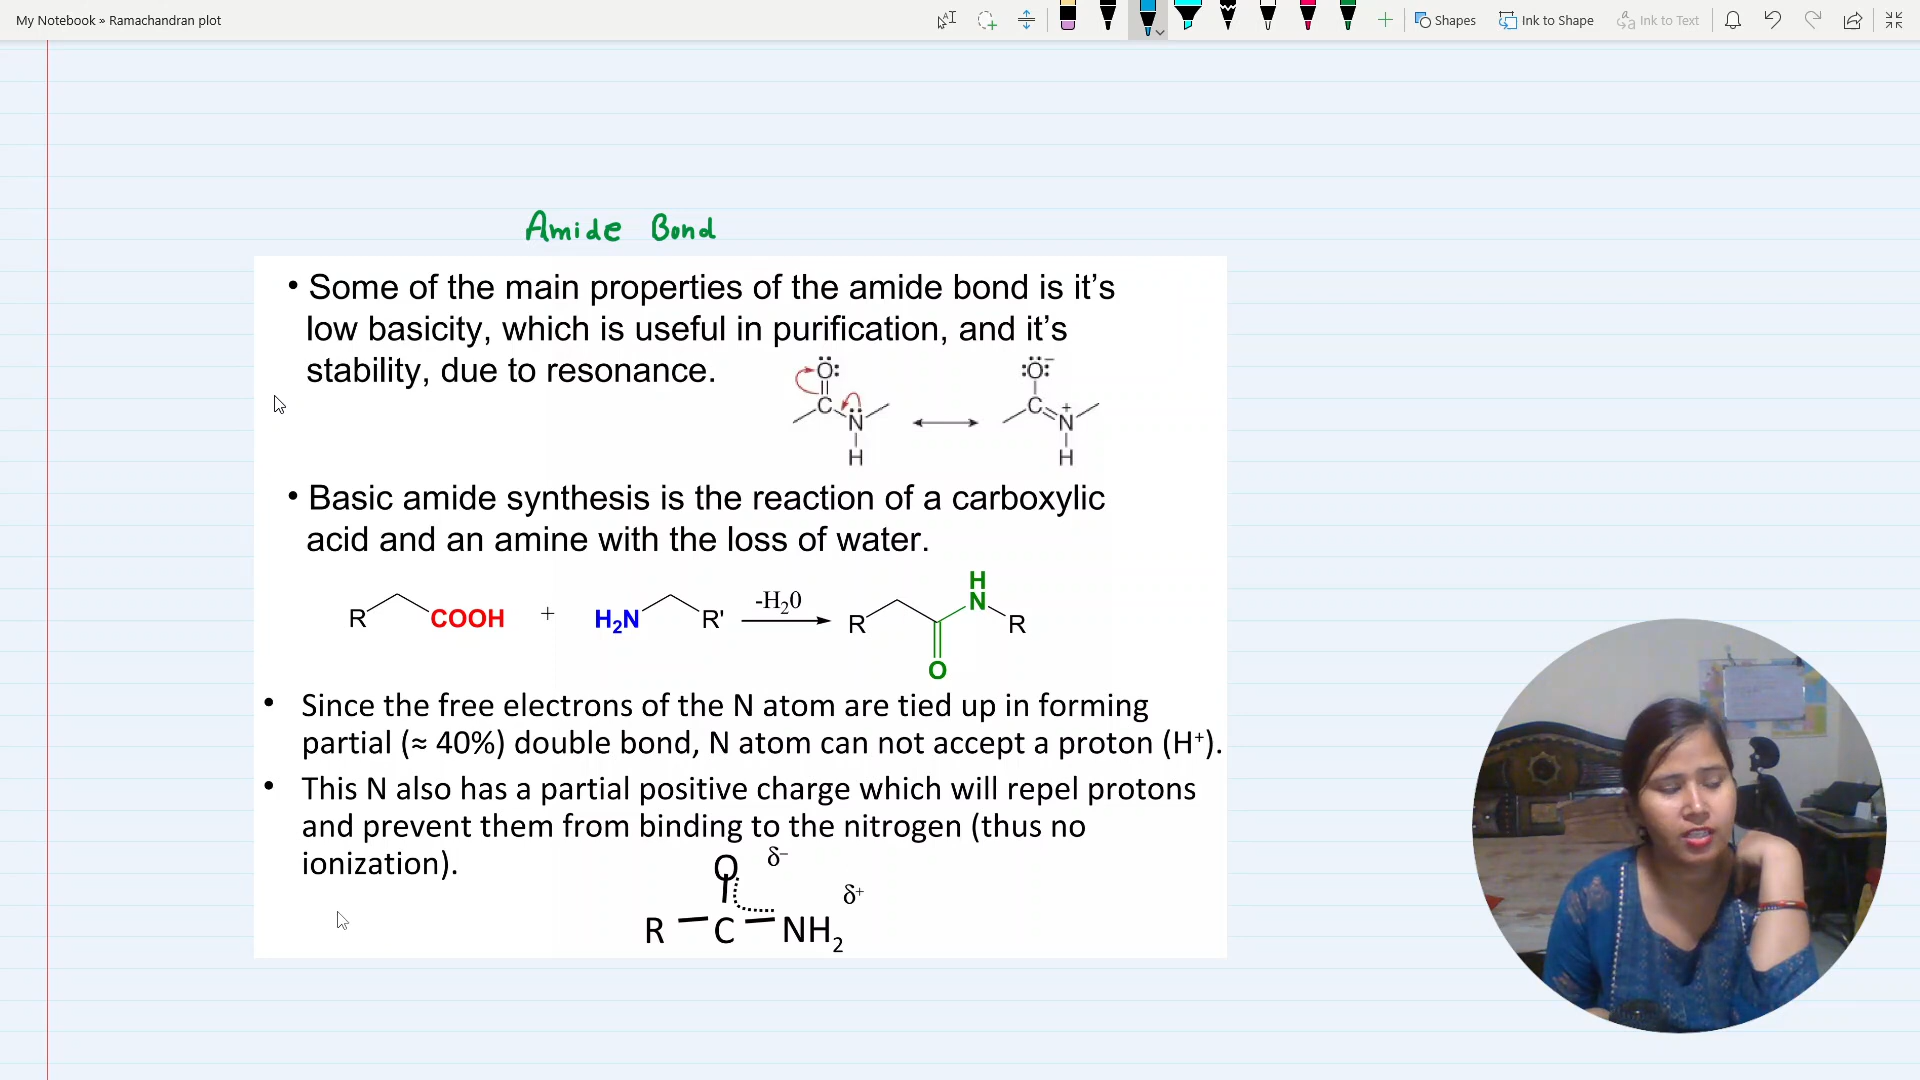 My Notebook » Ramachandran plot
Shapes
Ink to Shape
Ink to Text
Amide Bond
• Some of the main properties of the amide bond is it’s
low basicity, which is useful in purification, and it’s
stability, due to resonance.
:Ö: :Ö:⁻
C N̈ C N⁺
H H
• Basic amide synthesis is the reaction of a carboxylic
acid and an amine with the loss of water.
R COOH + H₂N R' -H₂0 R H N R O
• Since the free electrons of the N atom are tied up in forming
partial (≈ 40%) double bond, N atom can not accept a proton (H⁺).
• This N also has a partial positive charge which will repel protons
and prevent them from binding to the nitrogen (thus no
ionization).
O δ⁻
δ⁺
R — C — NH₂